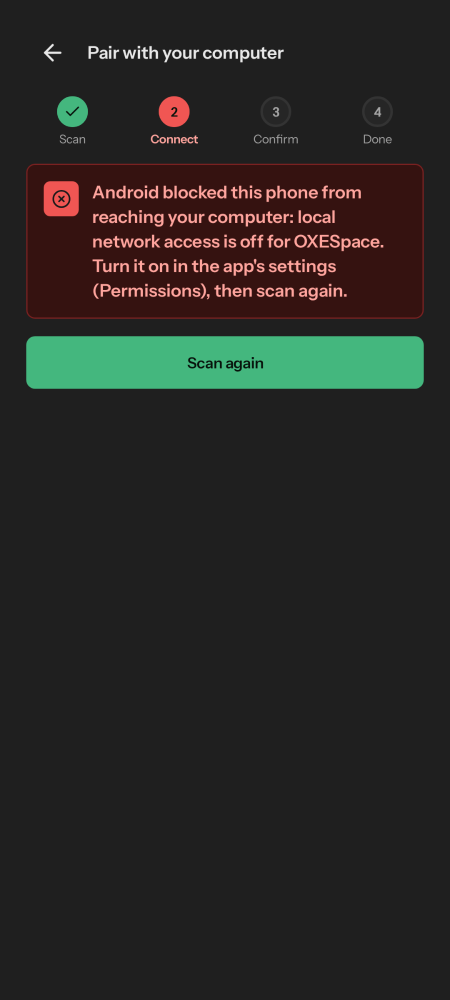 Pair with your computer
2
3
4
Scan
Connect
Confirm
Done
Android blocked this phone from
reaching your computer: local
network access is off for OXESpace.
Turn it on in the app's settings
(Permissions), then scan again.
Scan again